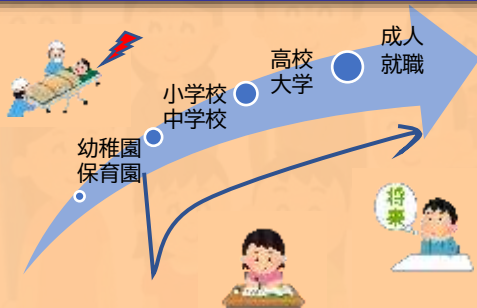 成人
就職
高校
大学
小学校
中学校
幼稚園
保育園
将来